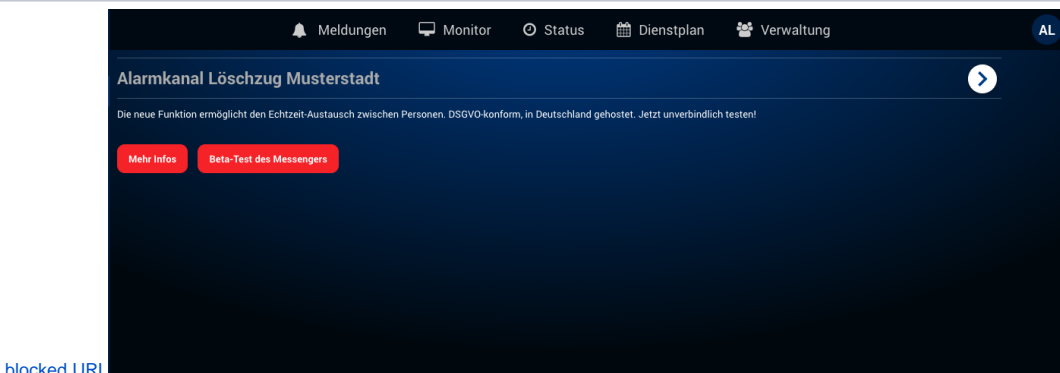 Meldungen Monitor Status Dienstplan Verwaltung AL
Alarmkanal Löschzug Musterstadt
Die neue Funktion ermöglicht den Echtzeit-Austausch zwischen Personen. DSGVO-konform, in Deutschland gehostet. Jetzt unverbindlich testen!
Mehr Infos Beta-Test des Messengers
blocked URL